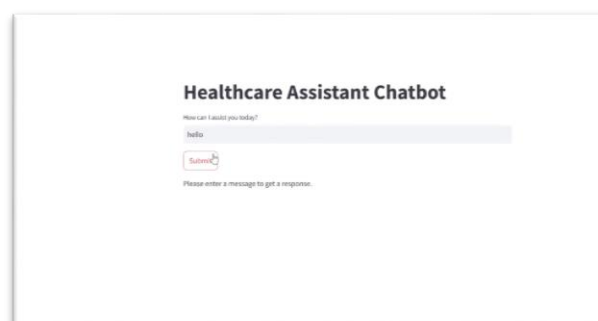 Healthcare Assistant Chatbot
How can I assist you today?
hello
Submit
Please enter a message to get a response.